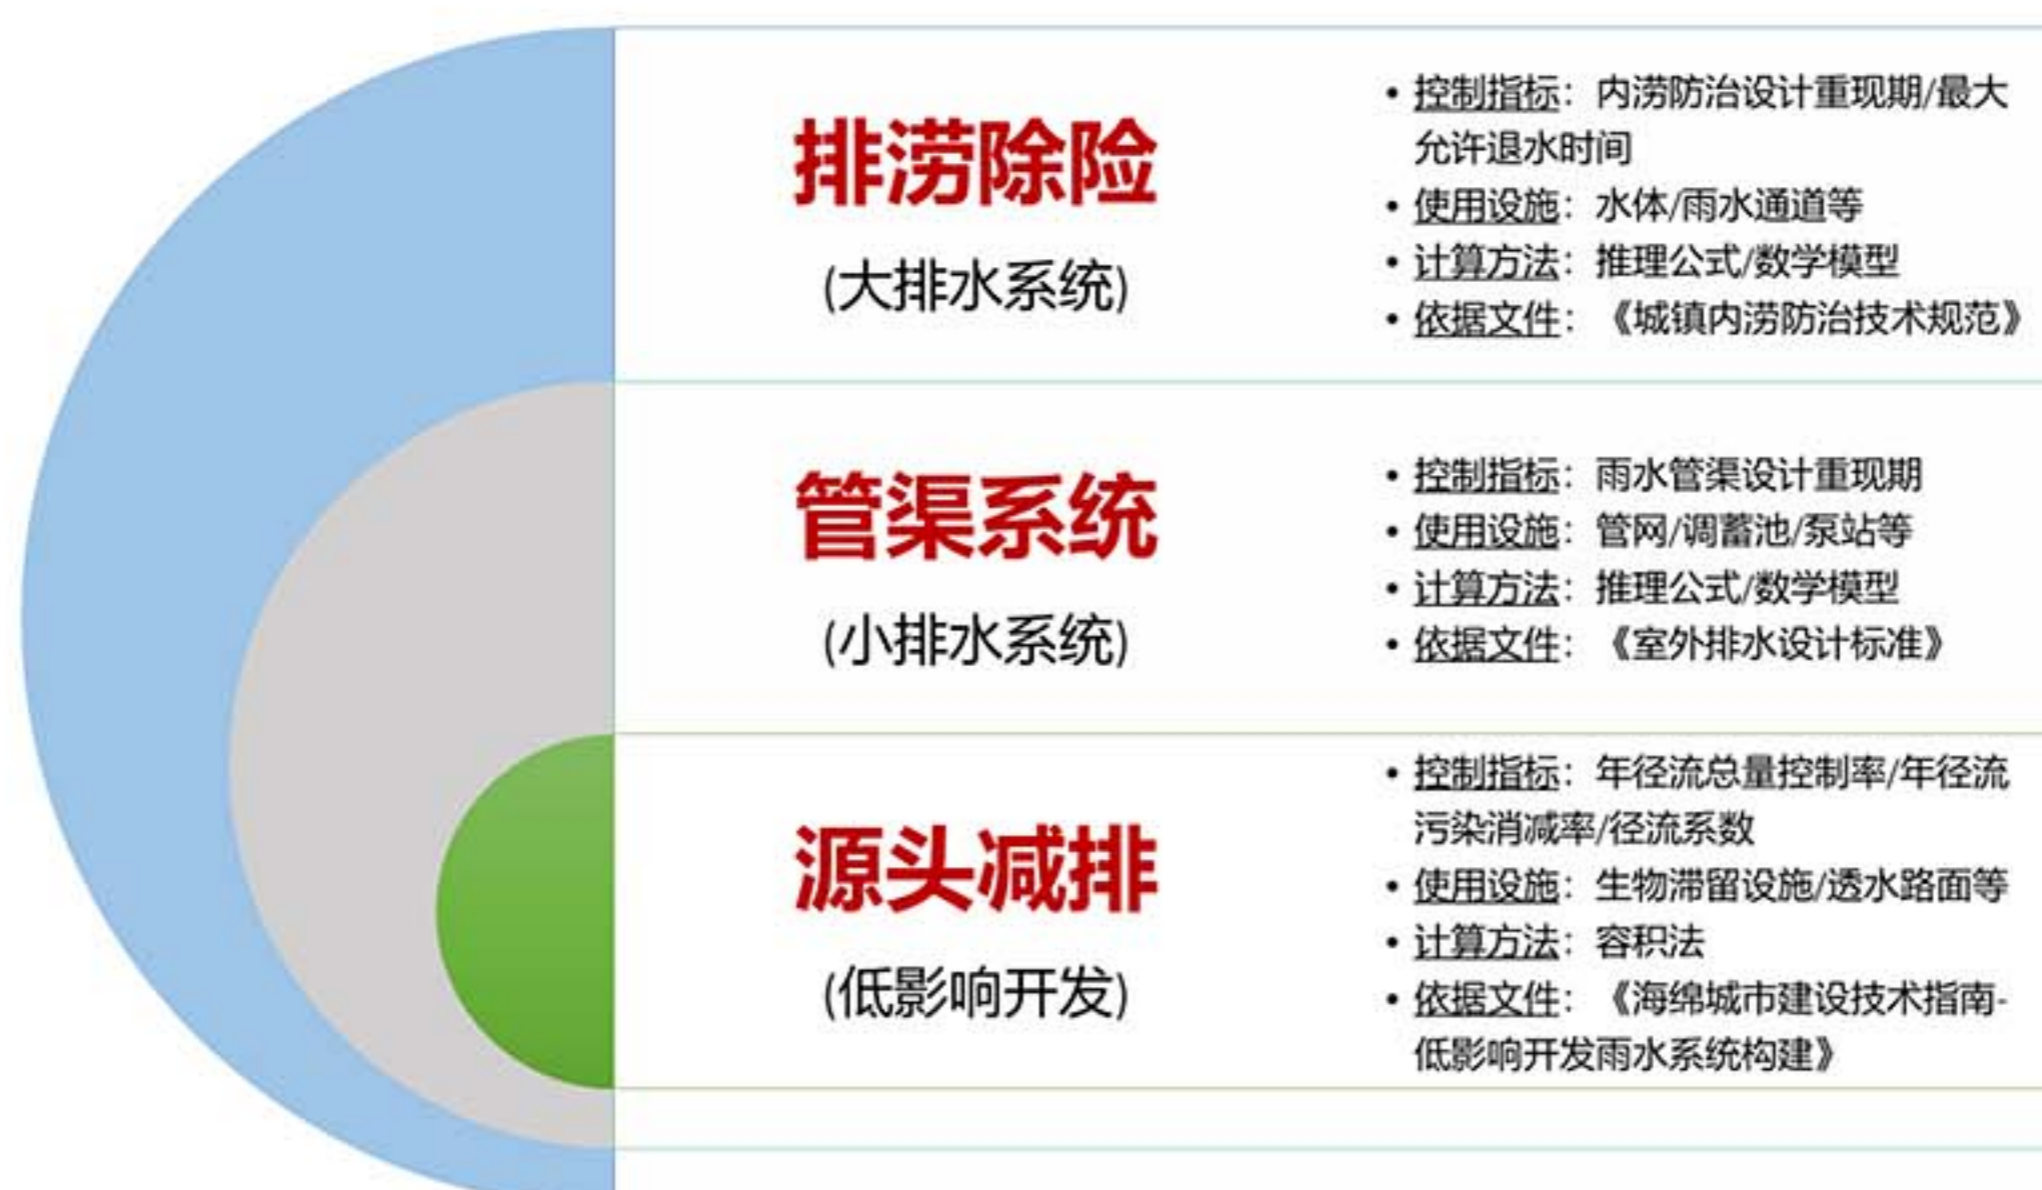 排涝除险
(大排水系统)
• 控制指标：内涝防治设计重现期/最大
允许退水时间
• 使用设施：水体/雨水通道等
• 计算方法：推理公式/数学模型
• 依据文件：《城镇内涝防治技术规范》
管渠系统
(小排水系统)
• 控制指标：雨水管渠设计重现期
• 使用设施：管网/调蓄池/泵站等
• 计算方法：推理公式/数学模型
• 依据文件：《室外排水设计标准》
源头减排
(低影响开发)
• 控制指标：年径流总量控制率/年径流
污染消减率/径流系数
• 使用设施：生物滞留设施/透水路面等
• 计算方法：容积法
• 依据文件：《海绵城市建设技术指南-
低影响开发雨水系统构建》